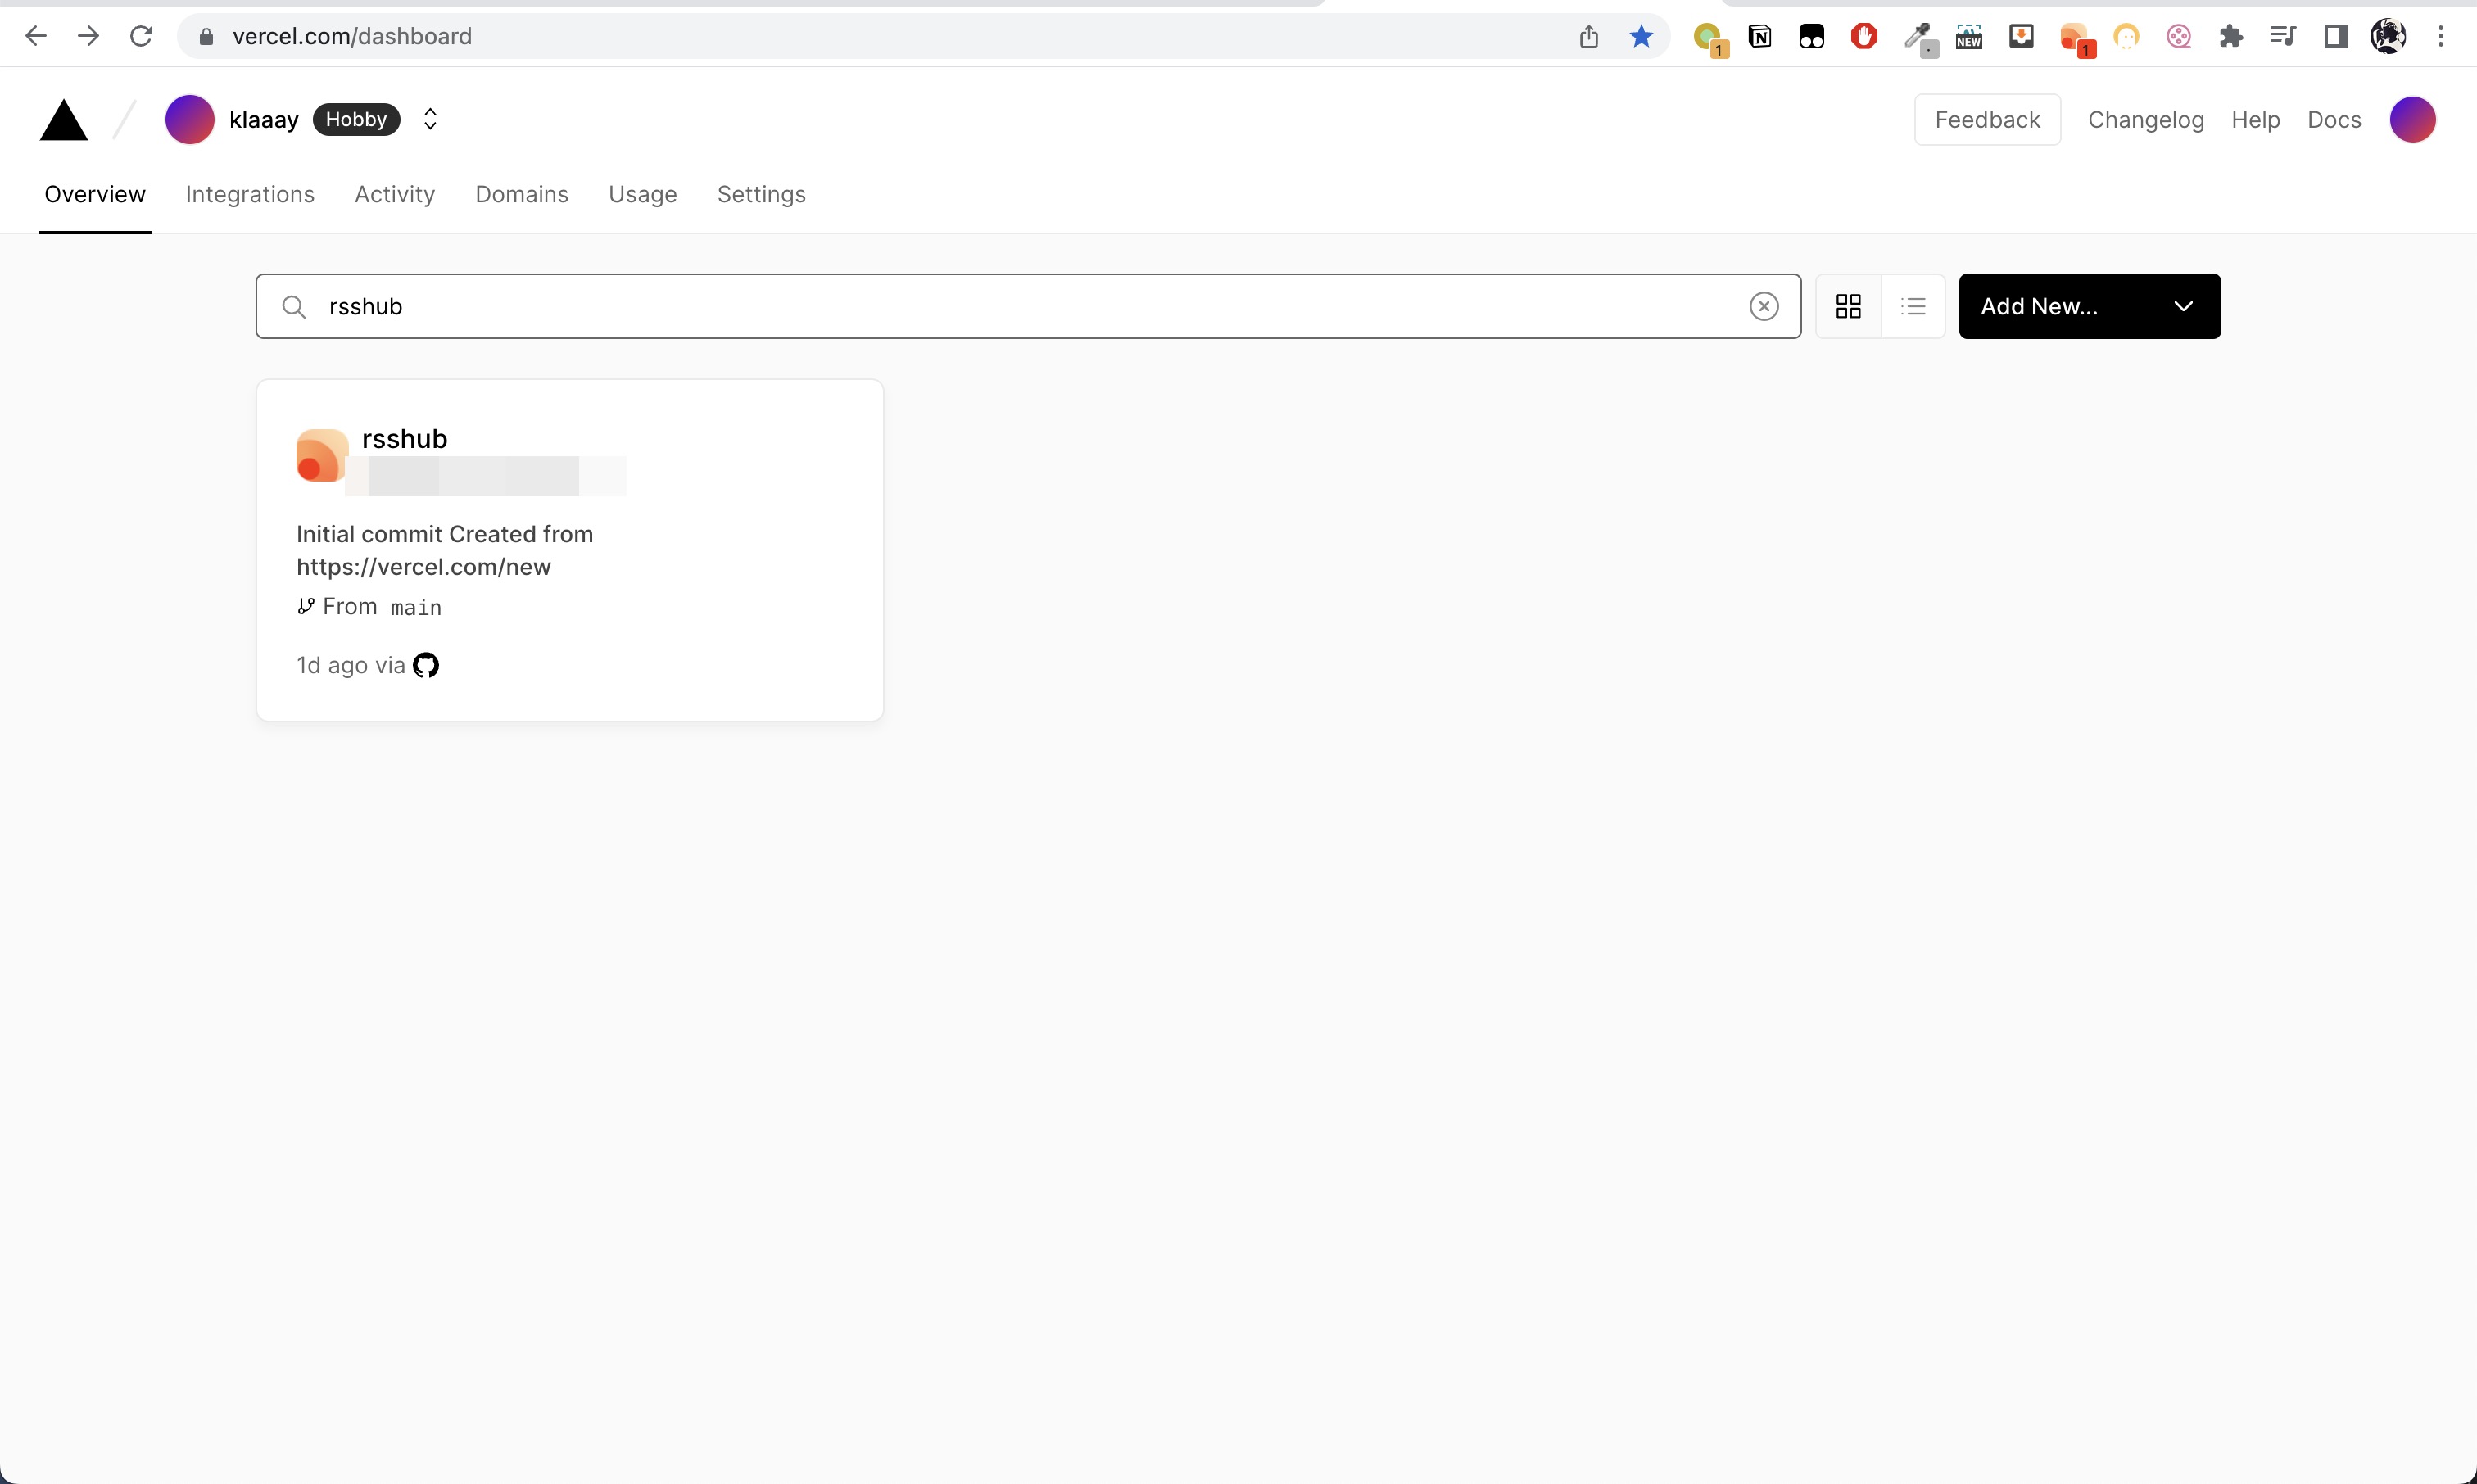 vercel.com/dashboard
1
N
NEW
1
klaaay Hobby
Feedback Changelog Help Docs
Overview Integrations Activity Domains Usage Settings
rsshub
Add New...
rsshub
Initial commit Created from
https://vercel.com/new
From main
1d ago via